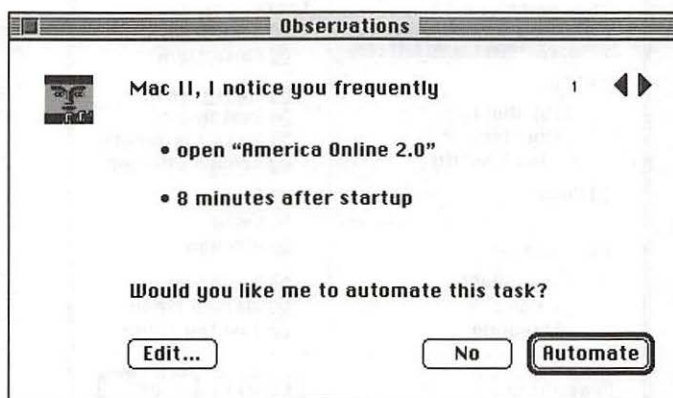 Observations
Mac II, I notice you frequently 1
• open “America Online 2.0”
• 8 minutes after startup
Would you like me to automate this task?
Edit... No Automate